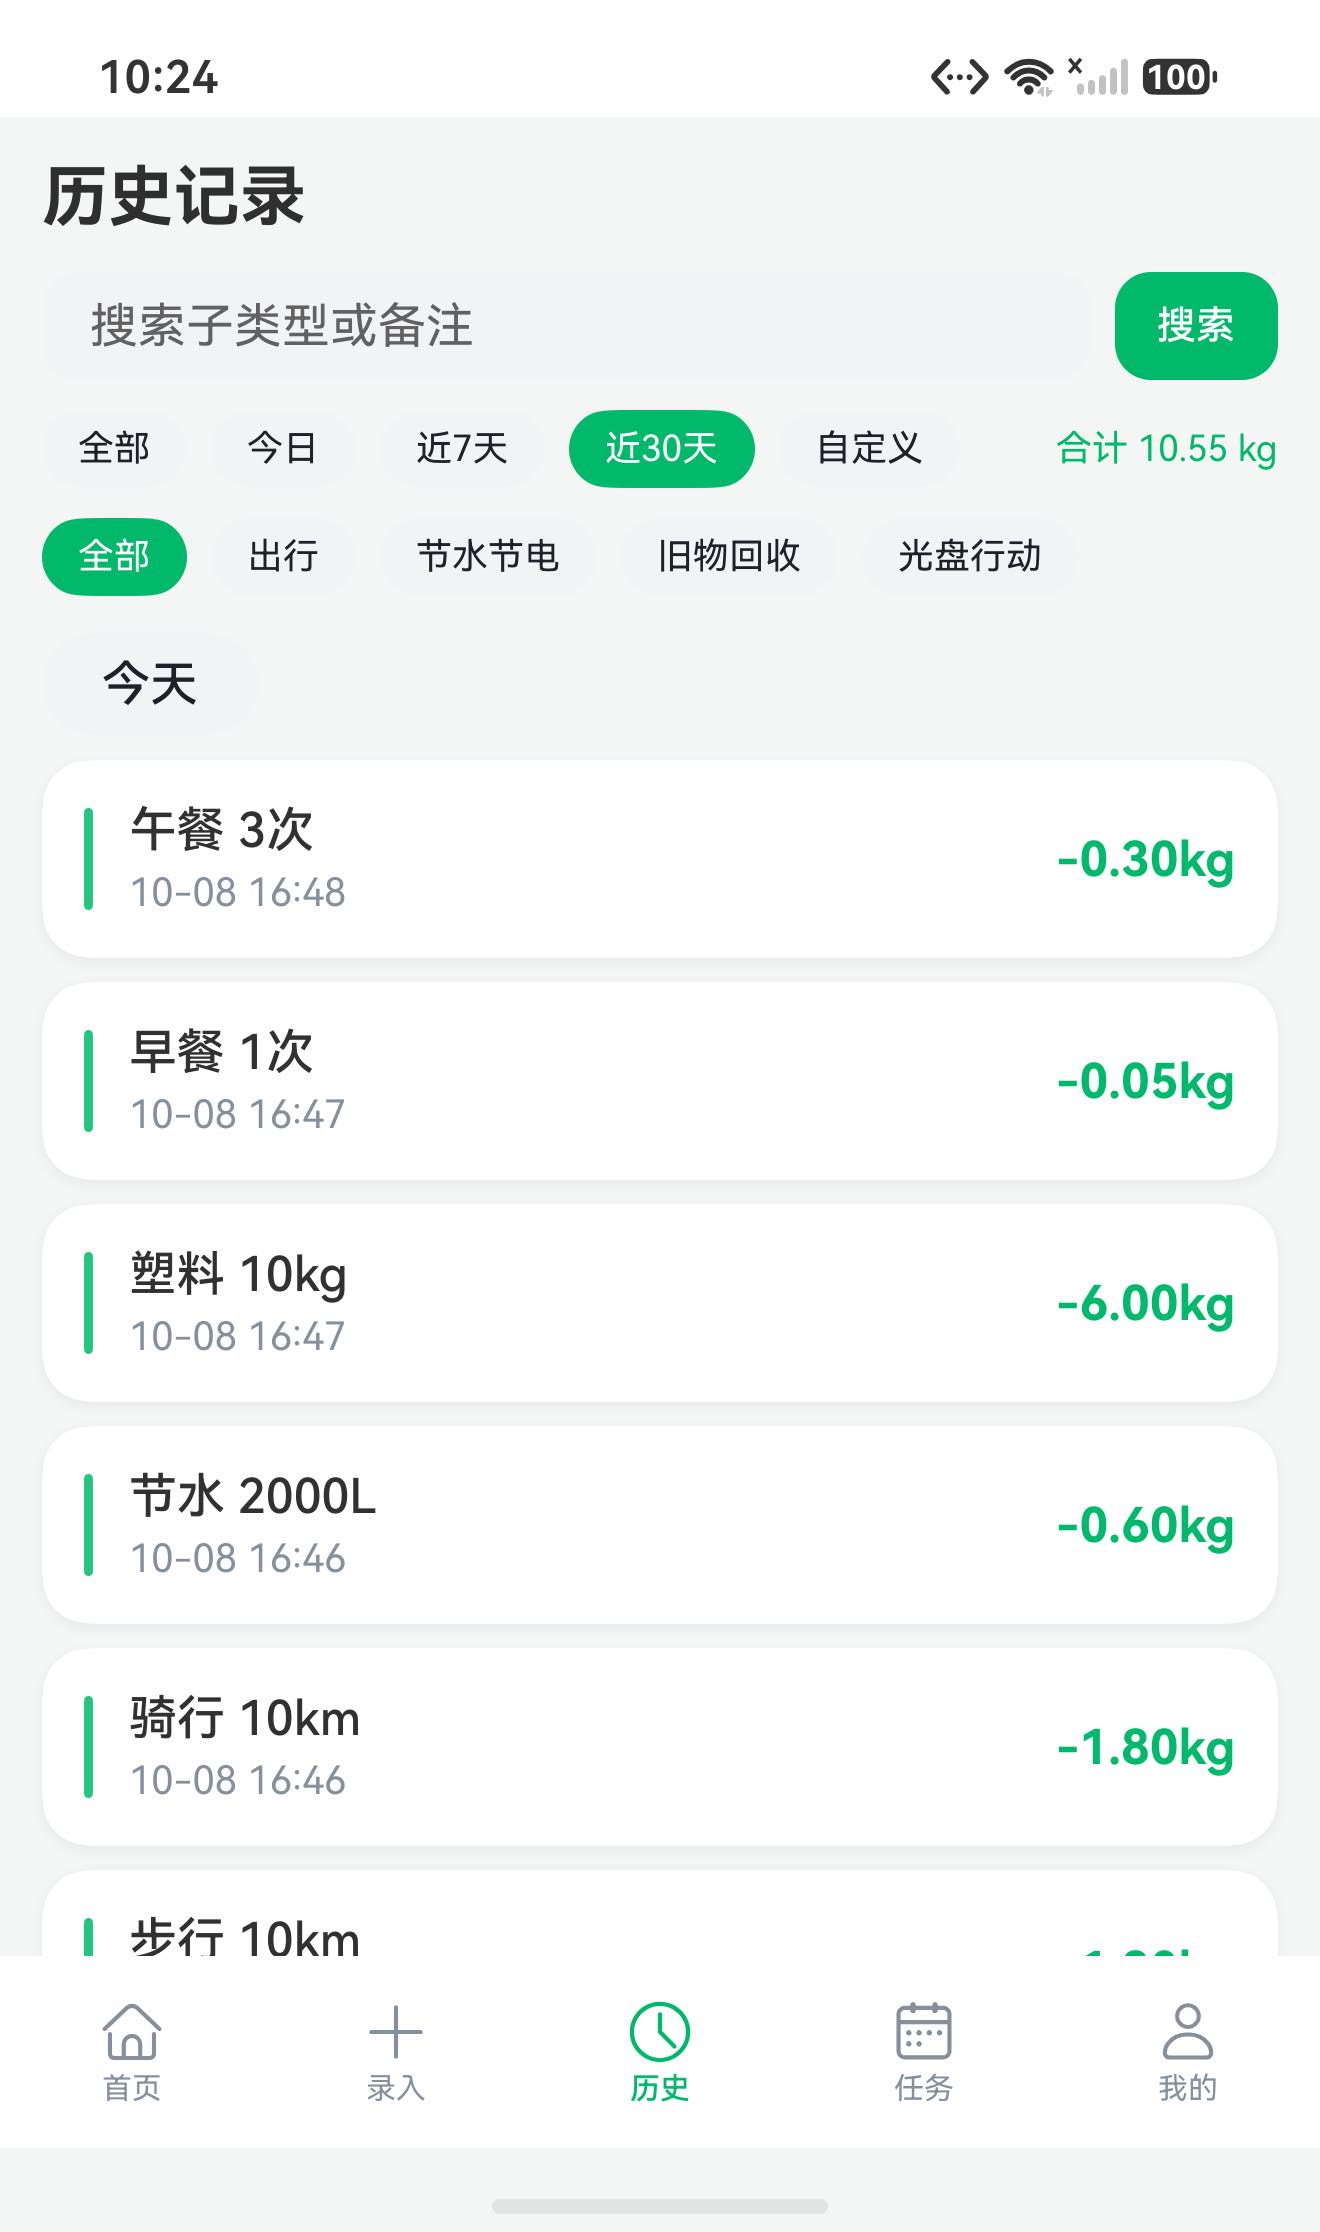 10:24
100
历史记录
搜索子类型或备注
搜索
全部 今日 近7天 近30天 自定义 合计 10.55 kg
全部 出行 节水节电 旧物回收 光盘行动
今天
午餐 3次
-0.30kg
10-08 16:48
早餐 1次
-0.05kg
10-08 16:47
塑料 10kg
-6.00kg
10-08 16:47
节水 2000L
-0.60kg
10-08 16:46
骑行 10km
-1.80kg
10-08 16:46
步行 10km
首页 录入 历史 任务 我的